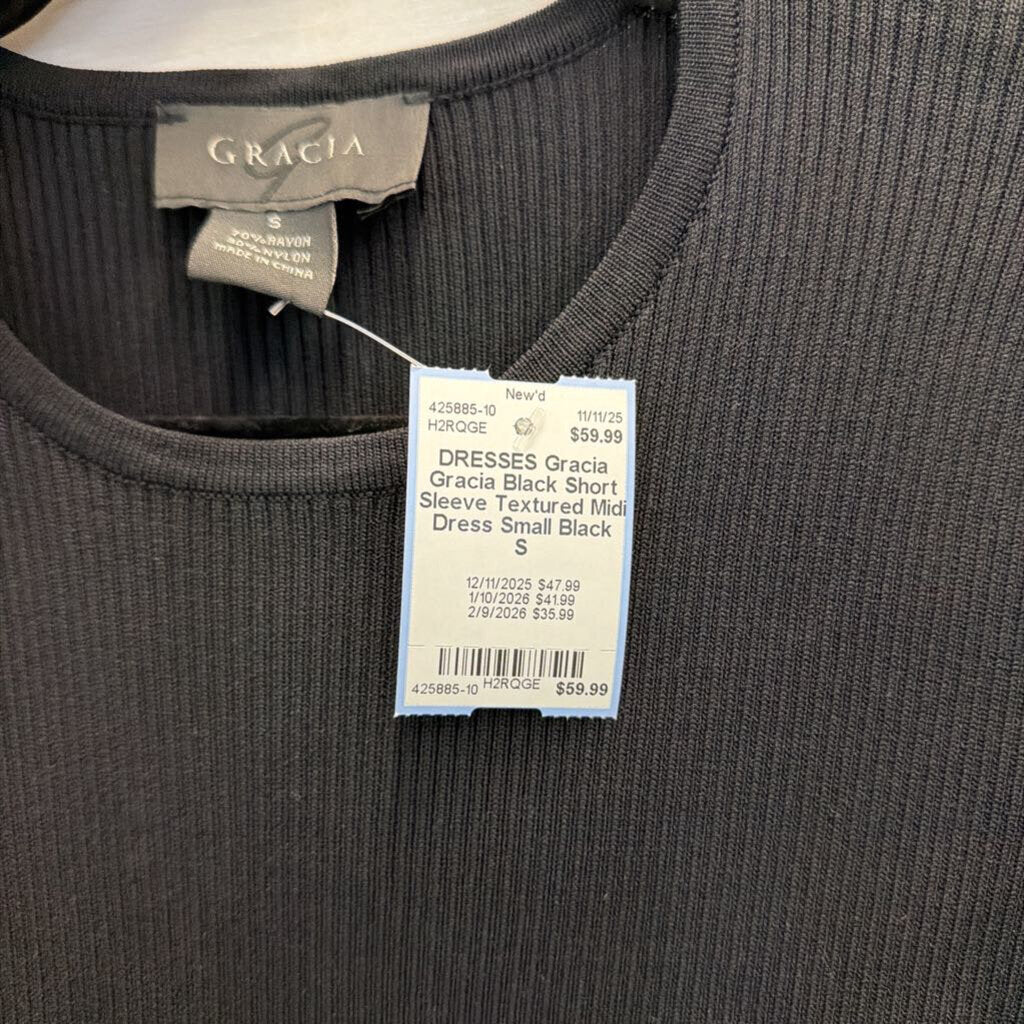 GRACIA
S
70% RAYON
30% NYLON
MADE IN CHINA
New'd
425885-10 11/11/25
H2RQGE $59.99
DRESSES Gracia
Gracia Black Short
Sleeve Textured Midi
Dress Small Black
S
12/11/2025 $47.99
1/10/2026 $41.99
2/9/2026 $35.99
425885-10 H2RQGE $59.99